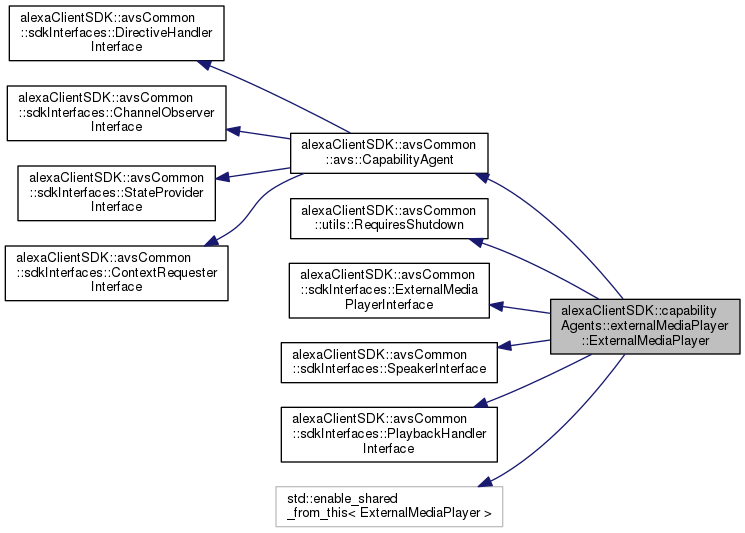 alexaClientSDK::avsCommon
::sdkInterfaces::DirectiveHandler
Interface
alexaClientSDK::avsCommon
::sdkInterfaces::ChannelObserver
Interface
alexaClientSDK::avsCommon
::sdkInterfaces::StateProvider
Interface
alexaClientSDK::avsCommon
::sdkInterfaces::ContextRequester
Interface
alexaClientSDK::avsCommon
::avs::CapabilityAgent
alexaClientSDK::avsCommon
::utils::RequiresShutdown
alexaClientSDK::avsCommon
::sdkInterfaces::ExternalMedia
PlayerInterface
alexaClientSDK::avsCommon
::sdkInterfaces::SpeakerInterface
alexaClientSDK::avsCommon
::sdkInterfaces::PlaybackHandler
Interface
std::enable_shared
_from_this< ExternalMediaPlayer >
alexaClientSDK::capability
Agents::externalMediaPlayer
::ExternalMediaPlayer